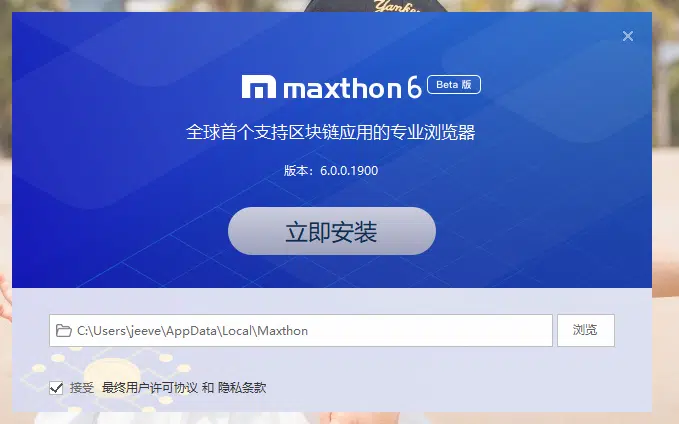 Yankees
maxthon 6 Beta 版
全球首个支持区块链应用的专业浏览器
版本：6.0.0.1900
立即安装
C:\Users\jeeve\AppData\Local\Maxthon
浏览
接受 最终用户许可协议 和 隐私条款